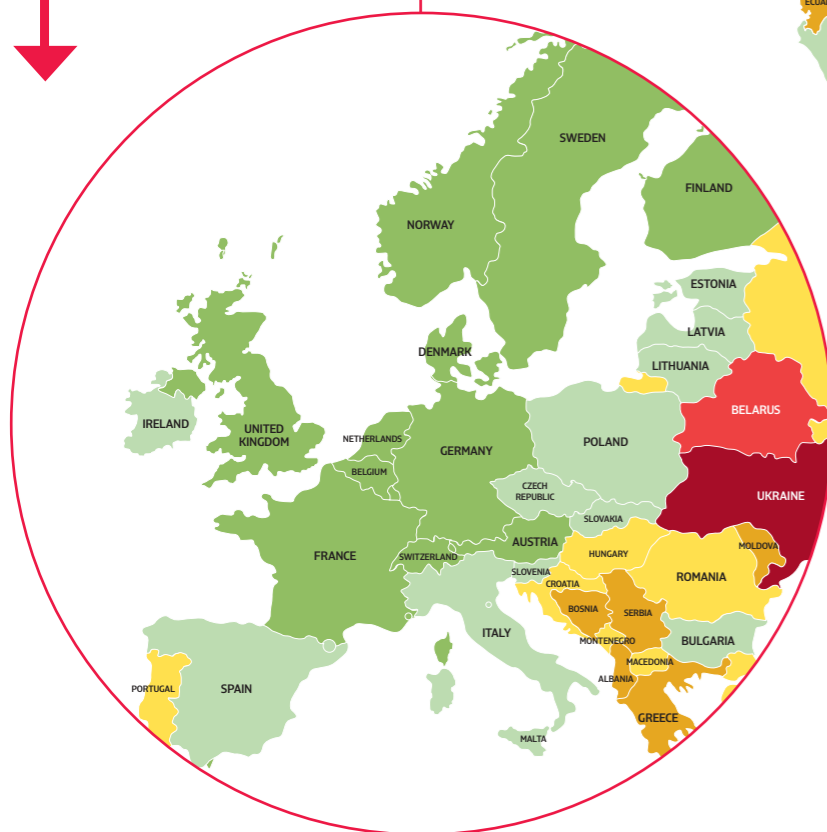 SWEDEN
FINLAND
NORWAY
ESTONIA
LATVIA
DENMARK
LITHUANIA
BELARUS
IRELAND
UNITED
KINGDOM
NETHERLANDS
GERMANY
POLAND
BELGIUM
CZECH
REPUBLIC
UKRAINE
SLOVAKIA
AUSTRIA
MOLDOVA
FRANCE
SWITZERLAND
HUNGARY
SLOVENIA
ROMANIA
CROATIA
BOSNIA
SERBIA
ITALY
MONTENEGRO
BULGARIA
MACEDONIA
ALBANIA
PORTUGAL
SPAIN
GREECE
MALTA